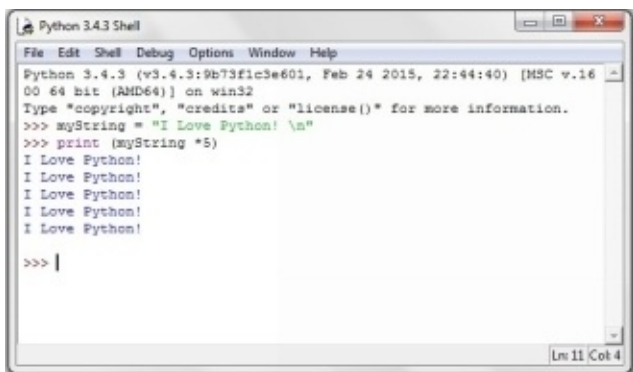 Python 3.4.3 Shell
File Edit Shell Debug Options Window Help
Python 3.4.3 (v3.4.3:9b73f1c3e601, Feb 24 2015, 22:44:40) [MSC v.16
00 64 bit (AMD64)] on win32
Type "copyright", "credits" or "license()" for more information.
>>> myString = "I Love Python! \n"
>>> print (myString *5)
I Love Python!
I Love Python!
I Love Python!
I Love Python!
I Love Python!
>>>
Ln: 11 Col: 4